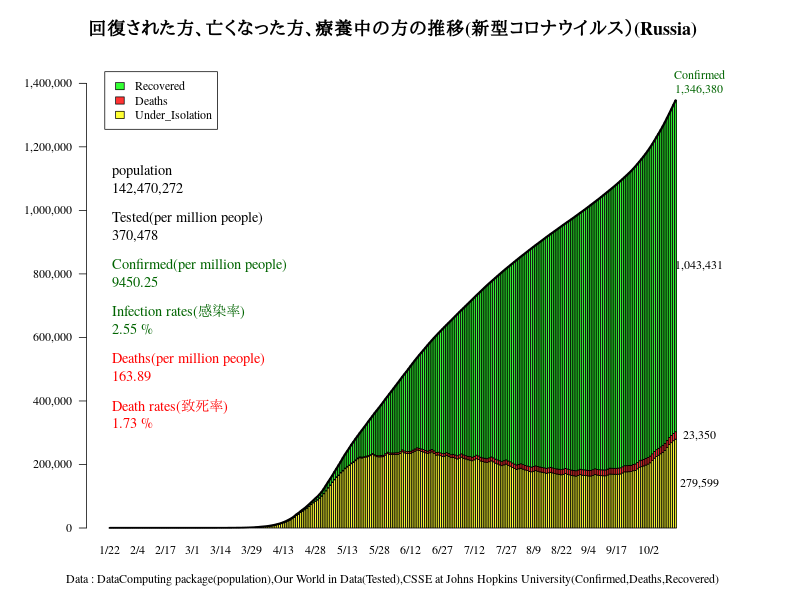 回復された方、亡くなった方、療養中の方の推移(新型コロナウイルス)(Russia)
Confirmed
1,346,380
Recovered
Deaths
Under_Isolation
population
142,470,272
Tested(per million people)
370,478
Confirmed(per million people)
9450.25
Infection rates(感染率)
2.55 %
Deaths(per million people)
163.89
Death rates(致死率)
1.73 %
1,400,000
1,200,000
1,000,000
800,000
600,000
400,000
200,000
0
1,043,431
23,350
279,599
1/22 2/4 2/17 3/1 3/14 3/29 4/13 4/28 5/13 5/28 6/12 6/27 7/12 7/27 8/9 8/22 9/4 9/17 10/2
Data : DataComputing package(population),Our World in Data(Tested),CSSE at Johns Hopkins University(Confirmed,Deaths,Recovered)